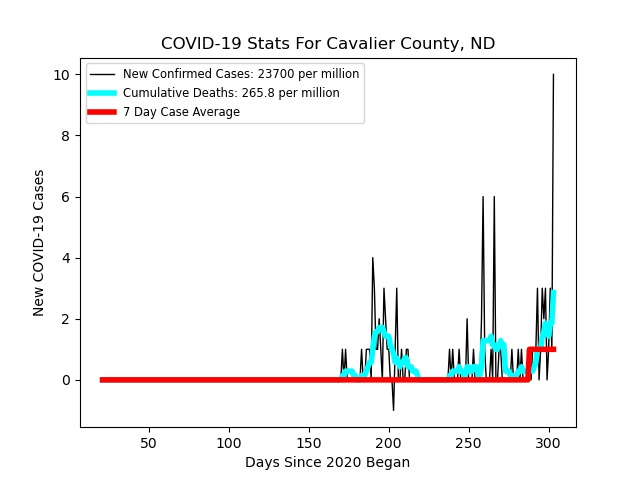 COVID-19 Stats For Cavalier County, ND
New Confirmed Cases: 23700 per million
Cumulative Deaths: 265.8 per million
7 Day Case Average
New COVID-19 Cases
10
8
6
4
2
0
50 100 150 200 250 300
Days Since 2020 Began